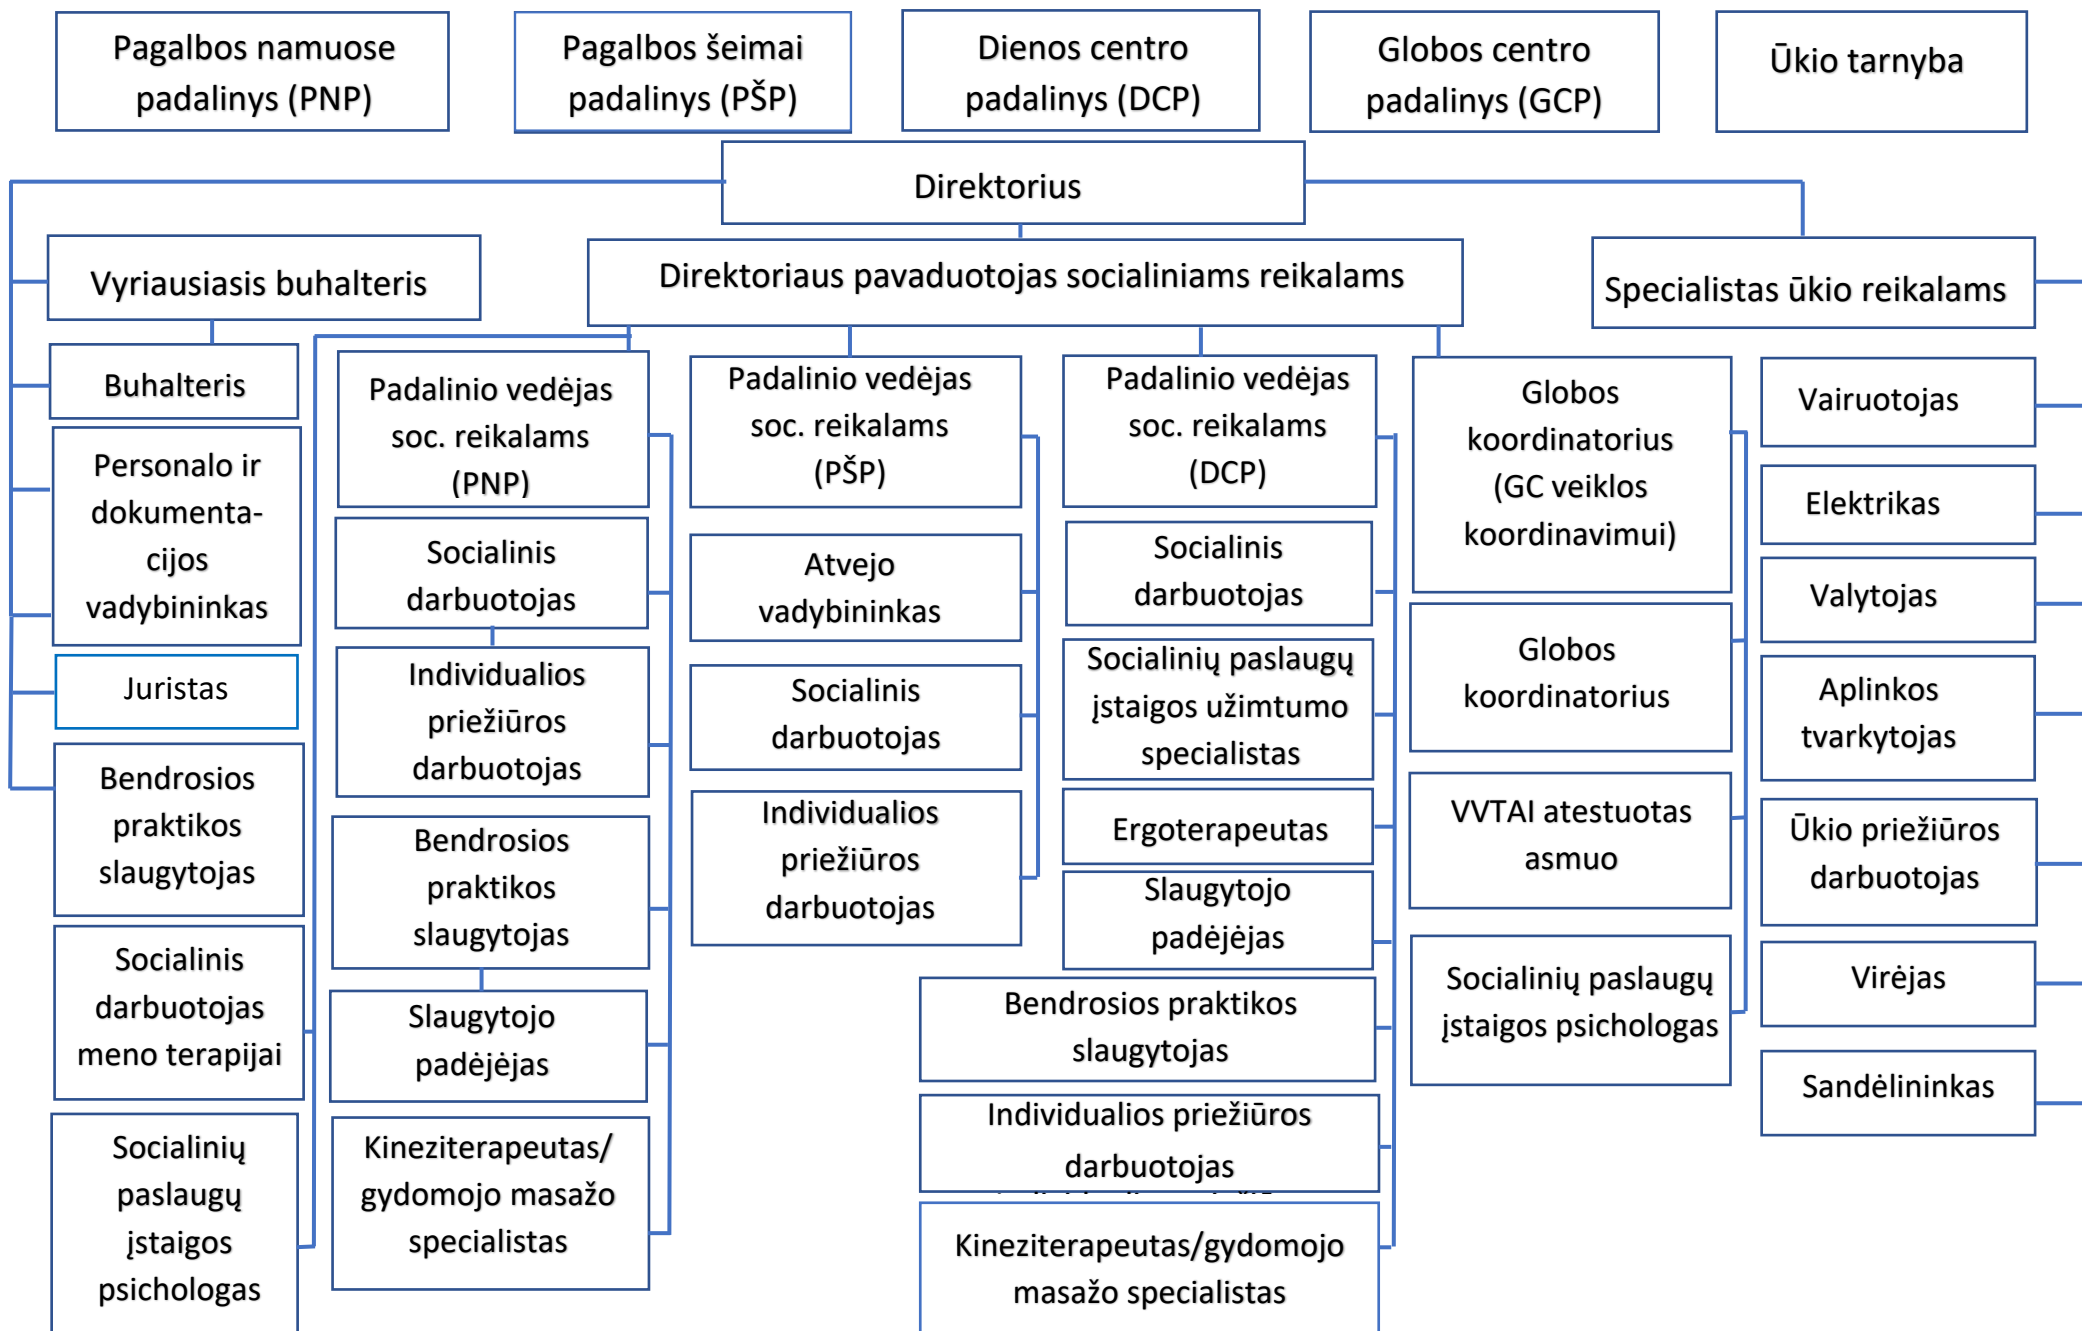 Pagalbos namuose
padalinys (PNP)
Pagalbos šeimai
padalinys (PŠP)
Dienos centro
padalinys (DCP)
Globos centro
padalinys (GCP)
Ūkio tarnyba
Direktorius
Vyriausiasis buhalteris
Direktoriaus pavaduotojas socialiniams reikalams
Specialistas ūkio reikalams
Buhalteris
Personalo ir
dokumenta-
cijos
vadybininkas
Juristas
Bendrosios
praktikos
slaugytojas
Socialinis
darbuotojas
meno terapijai
Socialinių
paslaugų
įstaigos
psichologas
Padalinio vedėjas
soc. reikalams
(PNP)
Socialinis
darbuotojas
Individualios
priežiūros
darbuotojas
Bendrosios
praktikos
slaugytojas
Slaugytojo
padėjėjas
Kineziterapeutas/
gydomojo masažo
specialistas
Padalinio vedėjas
soc. reikalams
(PŠP)
Atvejo
vadybininkas
Socialinis
darbuotojas
Individualios
priežiūros
darbuotojas
Padalinio vedėjas
soc. reikalams
(DCP)
Socialinis
darbuotojas
Socialinių paslaugų
įstaigos užimtumo
specialistas
Ergoterapeutas
Slaugytojo
padėjėjas
Bendrosios praktikos
slaugytojas
Individualios priežiūros
darbuotojas
Kineziterapeutas/gydomojo
masažo specialistas
Globos
koordinatorius
(GC veiklos
koordinavimui)
Globos
koordinatorius
VVTAI atestuotas
asmuo
Socialinių paslaugų
įstaigos psichologas
Vairuotojas
Elektrikas
Valytojas
Aplinkos
tvarkytojas
Ūkio priežiūros
darbuotojas
Virėjas
Sandėlininkas